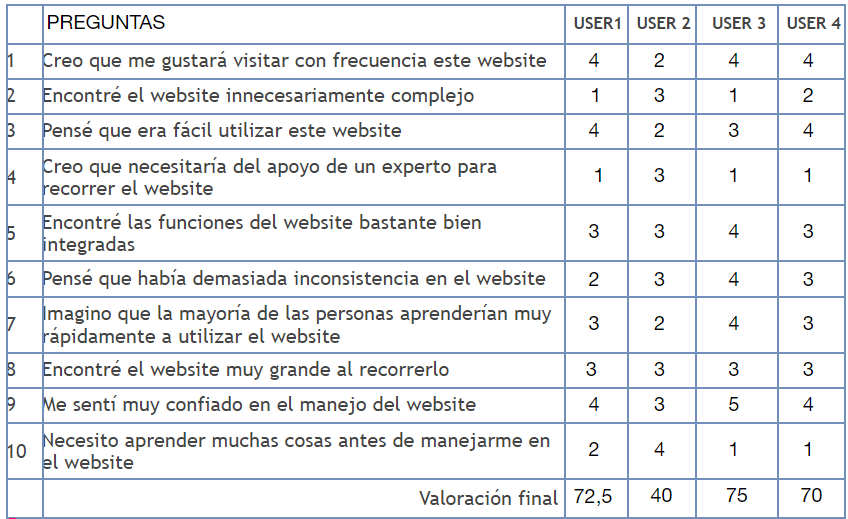 PREGUNTAS USER1 USER 2 USER 3 USER 4
1 Creo que me gustará visitar con frecuencia este website 4 2 4 4
2 Encontré el website innecesariamente complejo 1 3 1 2
3 Pensé que era fácil utilizar este website 4 2 3 4
4 Creo que necesitaría del apoyo de un experto para
recorrer el website 1 3 1 1
5 Encontré las funciones del website bastante bien
integradas 3 3 4 3
6 Pensé que había demasiada inconsistencia en el website 2 3 4 3
7 Imagino que la mayoría de las personas aprenderían muy
rápidamente a utilizar el website 3 2 4 3
8 Encontré el website muy grande al recorrerlo 3 3 3 3
9 Me sentí muy confiado en el manejo del website 4 3 5 4
10 Necesito aprender muchas cosas antes de manejarme en
el website 2 4 1 1
Valoración final 72,5 40 75 70